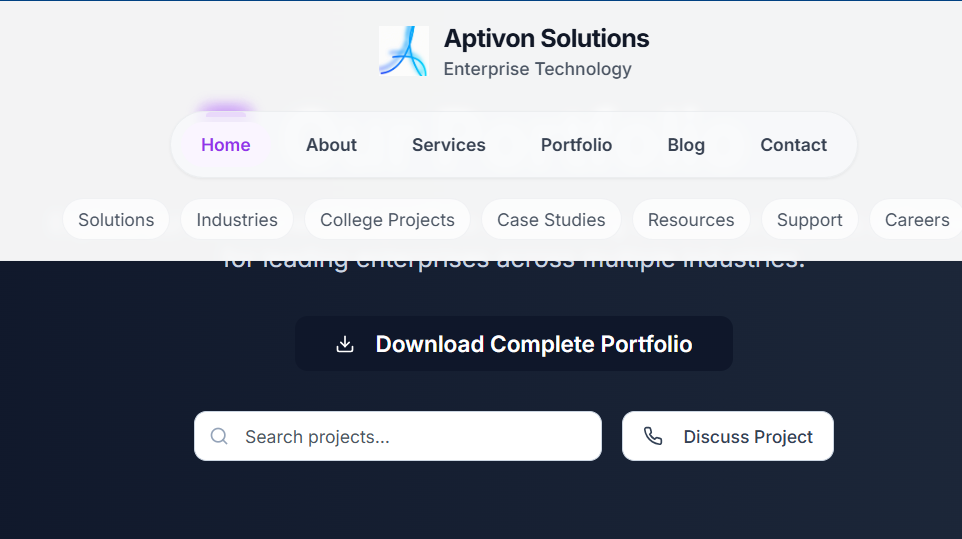 Aptivon Solutions
Enterprise Technology
Home About Services Portfolio Blog Contact
Solutions Industries College Projects Case Studies Resources Support Careers
for leading enterprises across multiple industries.
Download Complete Portfolio
Search projects...
Discuss Project